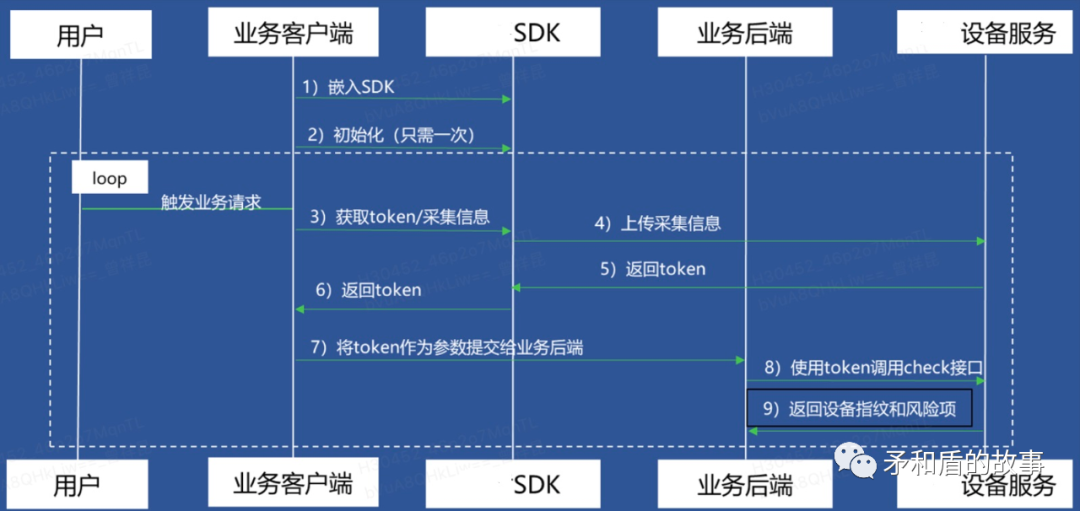 用户 业务客户端 SDK 业务后端 设备服务
1）嵌入SDK
2）初始化（只需一次）
loop
触发业务请求
3）获取token/采集信息
4）上传采集信息
5）返回token
6）返回token
7）将token作为参数提交给业务后端
8）使用token调用check接口
9）返回设备指纹和风险项
矛和盾的故事
用户 业务客户端 SDK 业务后端 设备服务